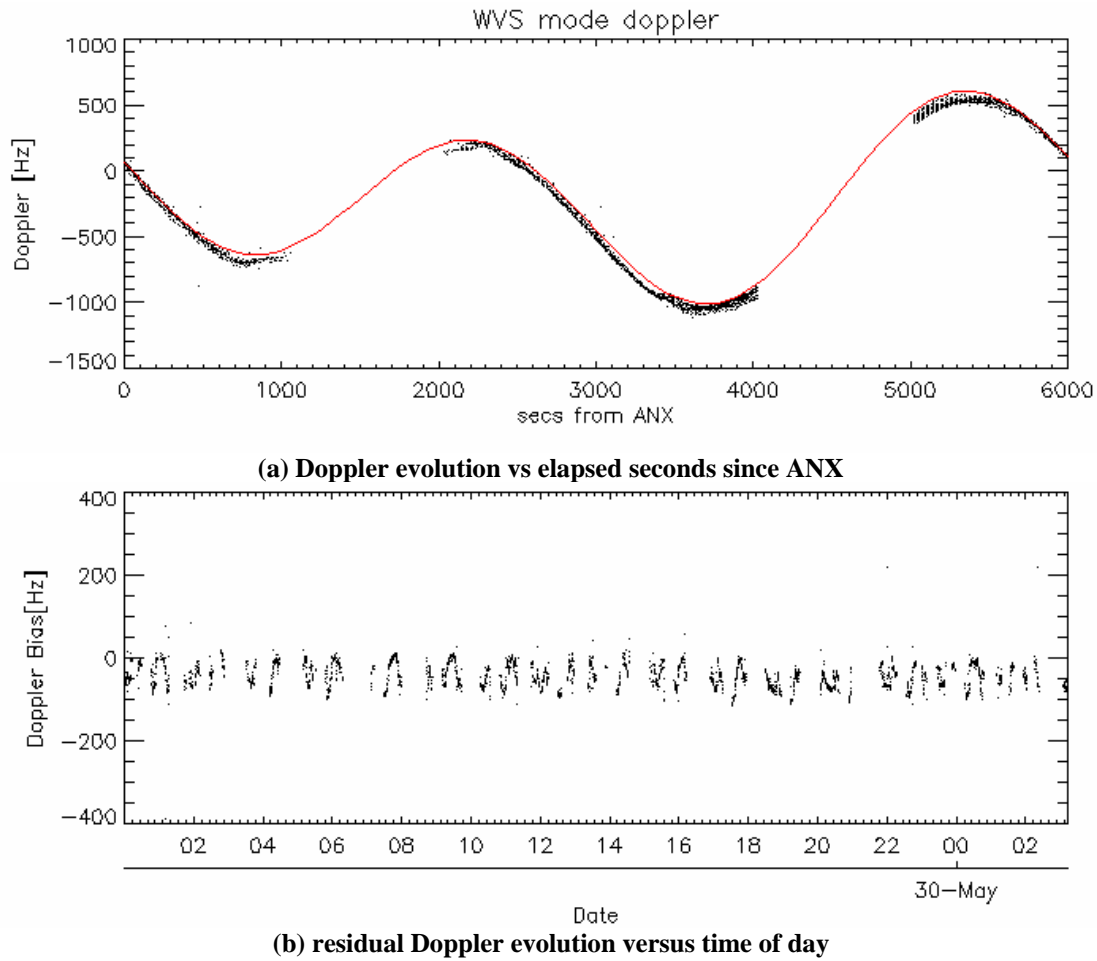 WVS mode doppler
1000
500
0
−500
−1000
−1500
Doppler [Hz]
0 1000 2000 3000 4000 5000 6000
secs from ANX
(a) Doppler evolution vs elapsed seconds since ANX
400
200
0
−200
−400
Doppler Bias[Hz]
02 04 06 08 10 12 14 16 18 20 22 00 02
30−May
Date
(b) residual Doppler evolution versus time of day